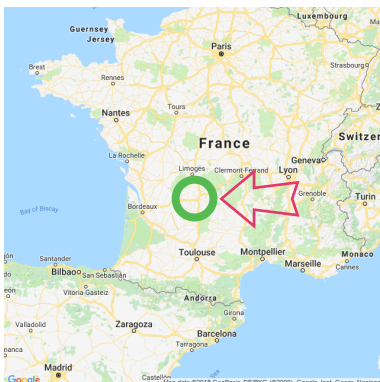 Luxembourg
Guernsey
Jersey
Paris
Brest
Strasbourg
Rennes
Nantes
Tours
France
Switzer
La Rochelle
Geneva
Limoges
Clermont-Ferrand
Lyon
Grenoble
Turin
Bay of Biscay
Bordeaux
Toulouse
Montpellier
Monaco
Marseille
Cannes
Santander
Bilbao
San Sebastián
Vitoria-Gasteiz
Andorra
Girona
Valladolid
Zaragoza
Barcelona
Tarragona
Madrid
Google